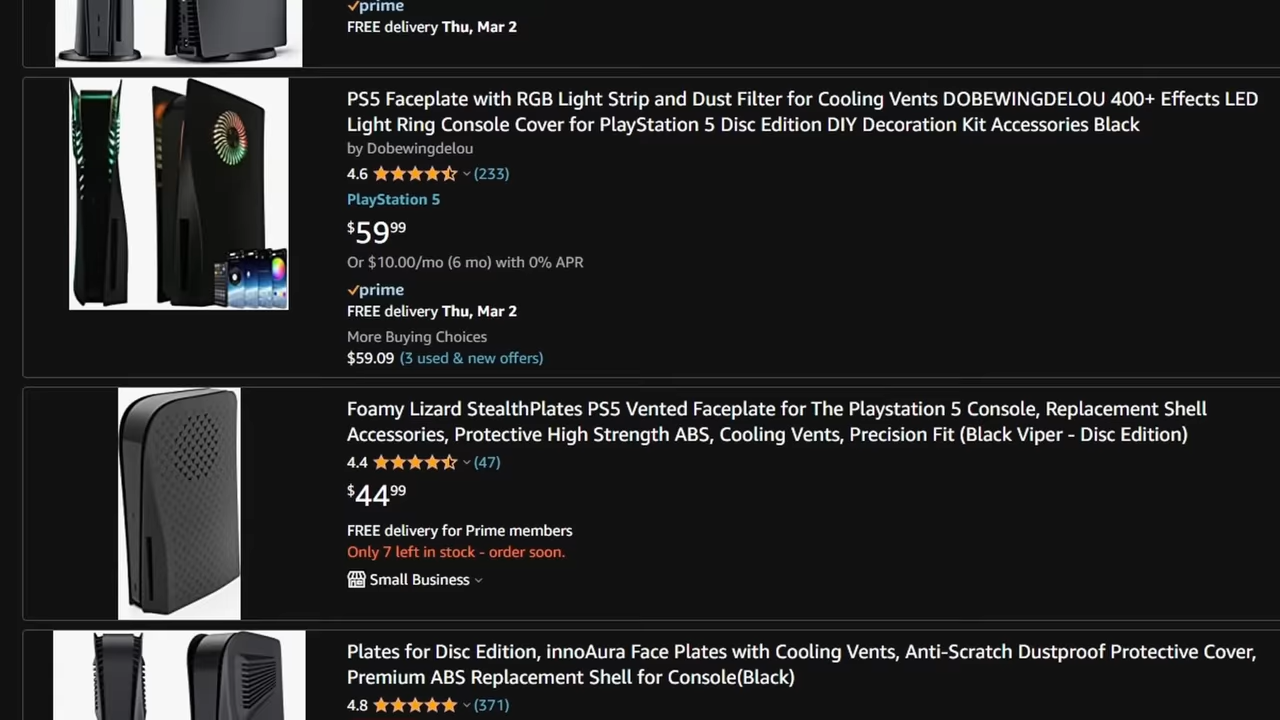 prime
FREE delivery Thu, Mar 2
PS5 Faceplate with RGB Light Strip and Dust Filter for Cooling Vents DOBEWINGDELOU 400+ Effects LED
Light Ring Console Cover for PlayStation 5 Disc Edition DIY Decoration Kit Accessories Black
by Dobewingdelou
4.6 (233)
PlayStation 5
$59.99
Or $10.00/mo (6 mo) with 0% APR
prime
FREE delivery Thu, Mar 2
More Buying Choices
$59.09 (3 used & new offers)
Foamy Lizard StealthPlates PS5 Vented Faceplate for The Playstation 5 Console, Replacement Shell
Accessories, Protective High Strength ABS, Cooling Vents, Precision Fit (Black Viper - Disc Edition)
4.4 (47)
$44.99
FREE delivery for Prime members
Only 7 left in stock - order soon.
Small Business
Plates for Disc Edition, innoAura Face Plates with Cooling Vents, Anti-Scratch Dustproof Protective Cover,
Premium ABS Replacement Shell for Console(Black)
4.8 (371)